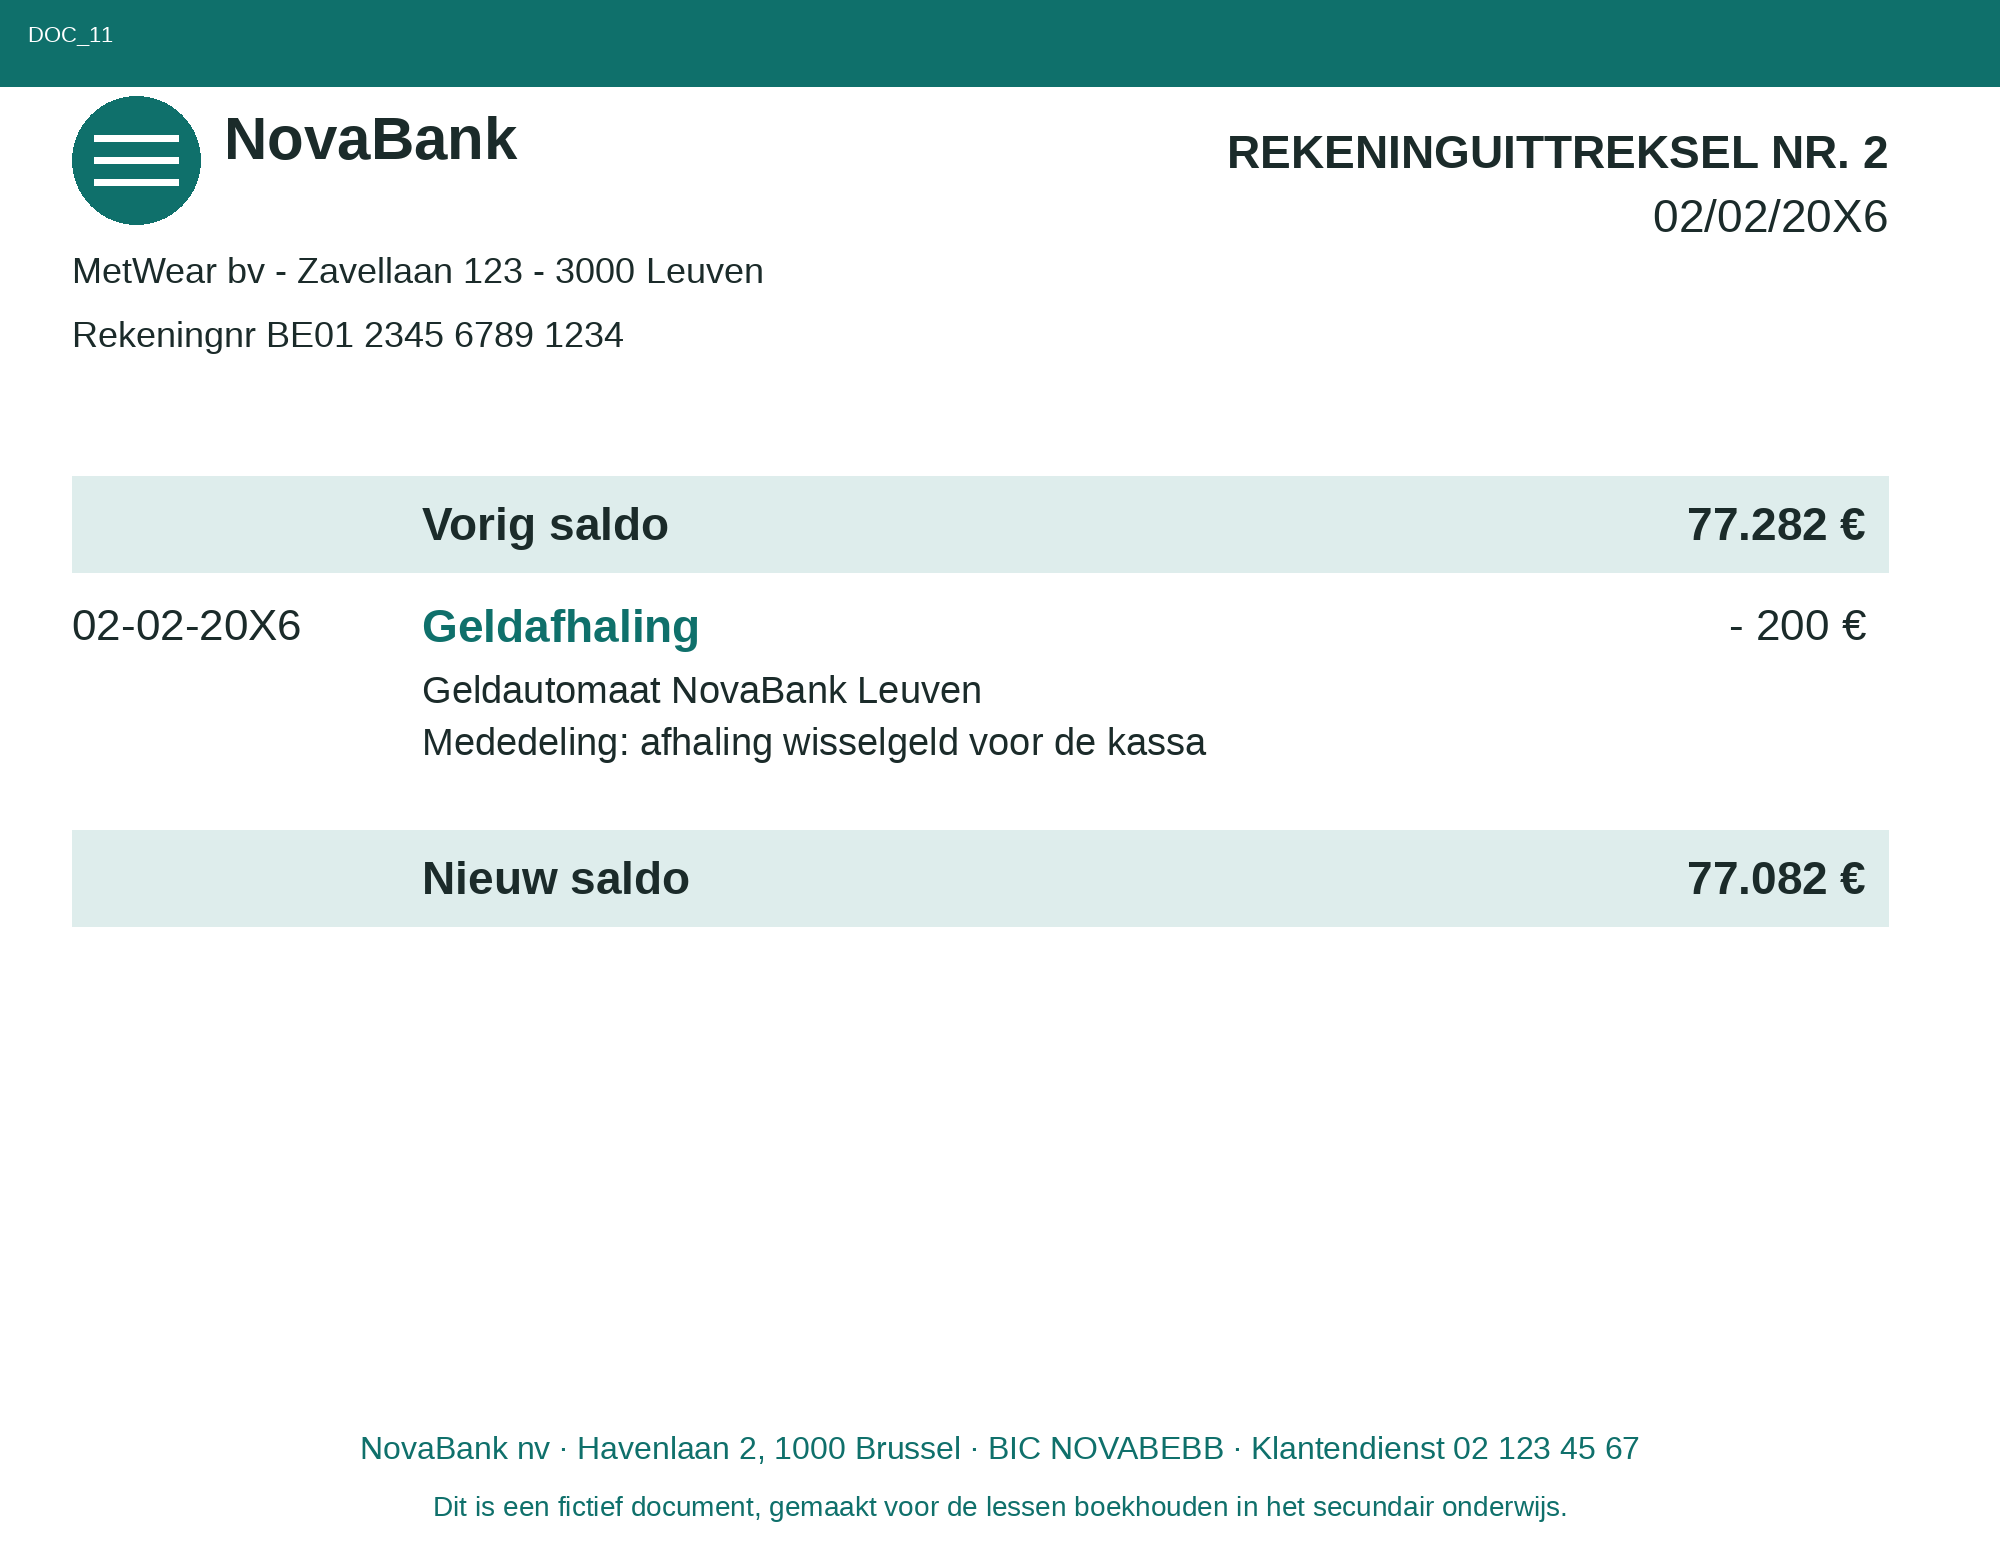 DOC_11
NovaBank
REKENINGUITTREKSEL NR. 2
02/02/20X6
MetWear bv - Zavellaan 123 - 3000 Leuven
Rekeningnr BE01 2345 6789 1234
Vorig saldo 77.282 €
02-02-20X6 Geldafhaling - 200 €
Geldautomaat NovaBank Leuven
Mededeling: afhaling wisselgeld voor de kassa
Nieuw saldo 77.082 €
NovaBank nv · Havenlaan 2, 1000 Brussel · BIC NOVABEBB · Klantendienst 02 123 45 67
Dit is een fictief document, gemaakt voor de lessen boekhouden in het secundair onderwijs.